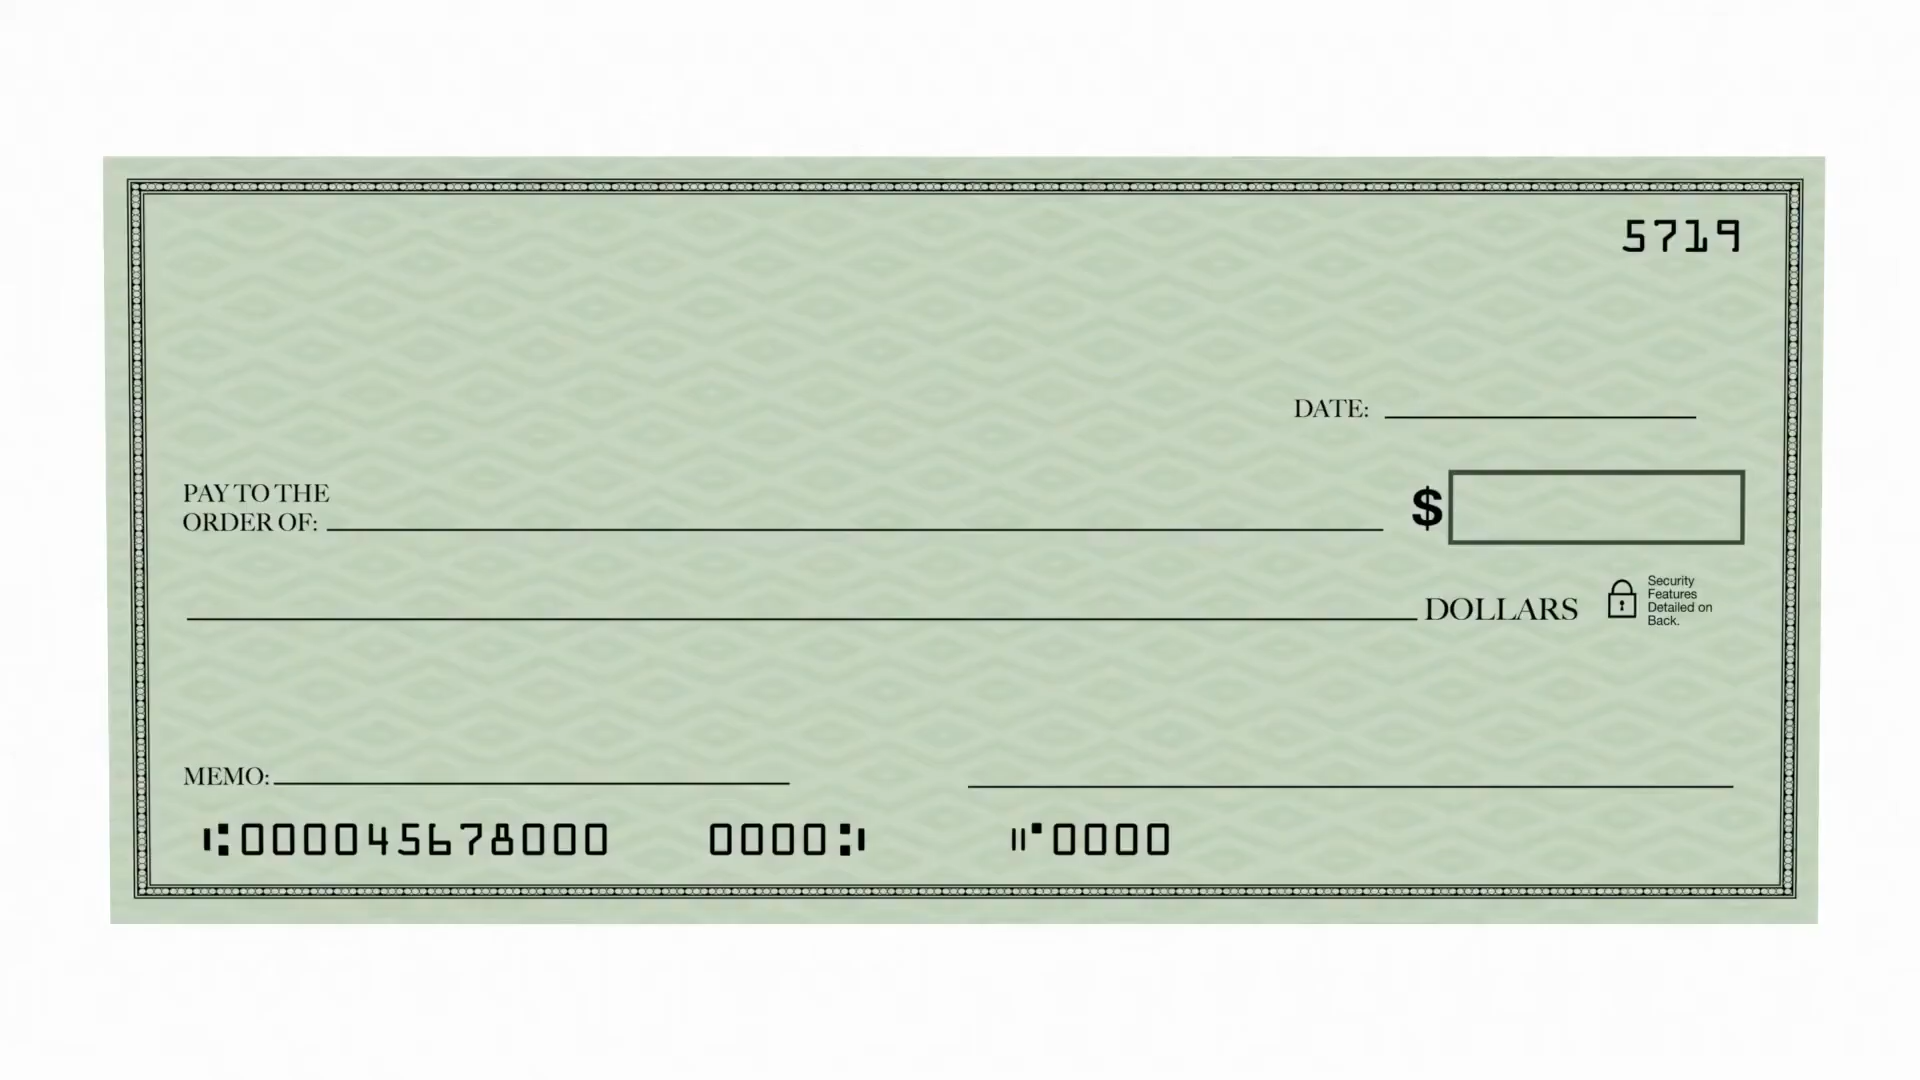 5719
DATE:
PAY TO THE
ORDER OF:
$
DOLLARS
Security
Features
Detailed on
Back.
MEMO:
⑆000045678000 0000⑆ ⑈0000